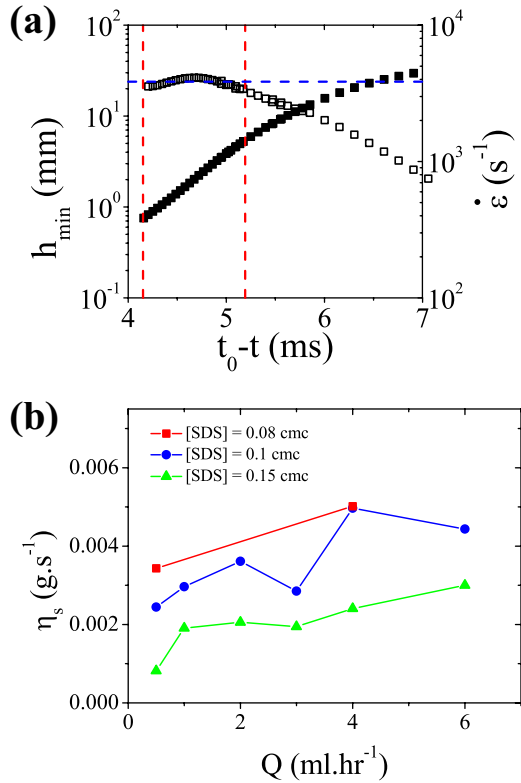 (a)
10²
10¹
10⁰
10⁻¹
h_min (mm)
10⁴
10³
10²
ε̇ (s⁻¹)
4 5 6 7
t₀-t (ms)
(b)
[SDS] = 0.08 cmc
[SDS] = 0.1 cmc
[SDS] = 0.15 cmc
0.006
0.004
0.002
0.000
η_s (g.s⁻¹)
0 2 4 6
Q (ml.hr⁻¹)